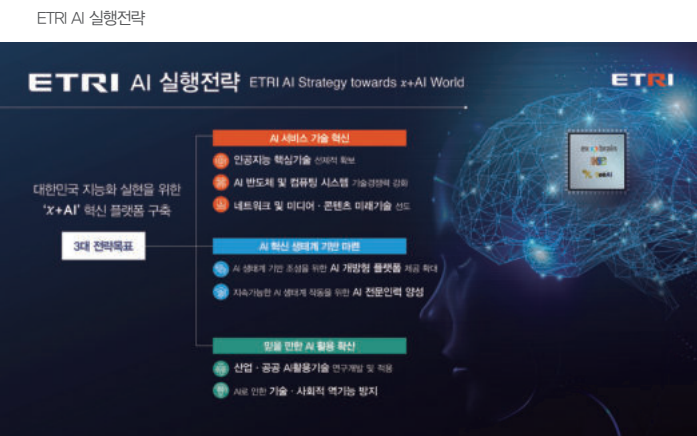 ETRI AI 실행전략
ETRI AI 실행전략 ETRI AI Strategy towards x+AI World
ETRI
대한민국 지능화 실현을 위한
'x+AI' 혁신 플랫폼 구축
3대 전략목표
AI 서비스 기술 혁신
인공지능 핵심기술 선제적 확보
AI 반도체 및 컴퓨팅 시스템 기술경쟁력 강화
네트워크 및 미디어 · 콘텐츠 미래기술 선도
AI 혁신 생태계 기반 마련
AI 생태계 기반 조성을 위한 AI 개방형 플랫폼 제공 확대
지속가능한 AI 생태계 작동을 위한 AI 전문인력 양성
믿을 만한 AI 활용 확산
산업 · 공공 AI활용기술 연구개발 및 적용
AI로 인한 기술 · 사회적 역기능 방지
exobrain